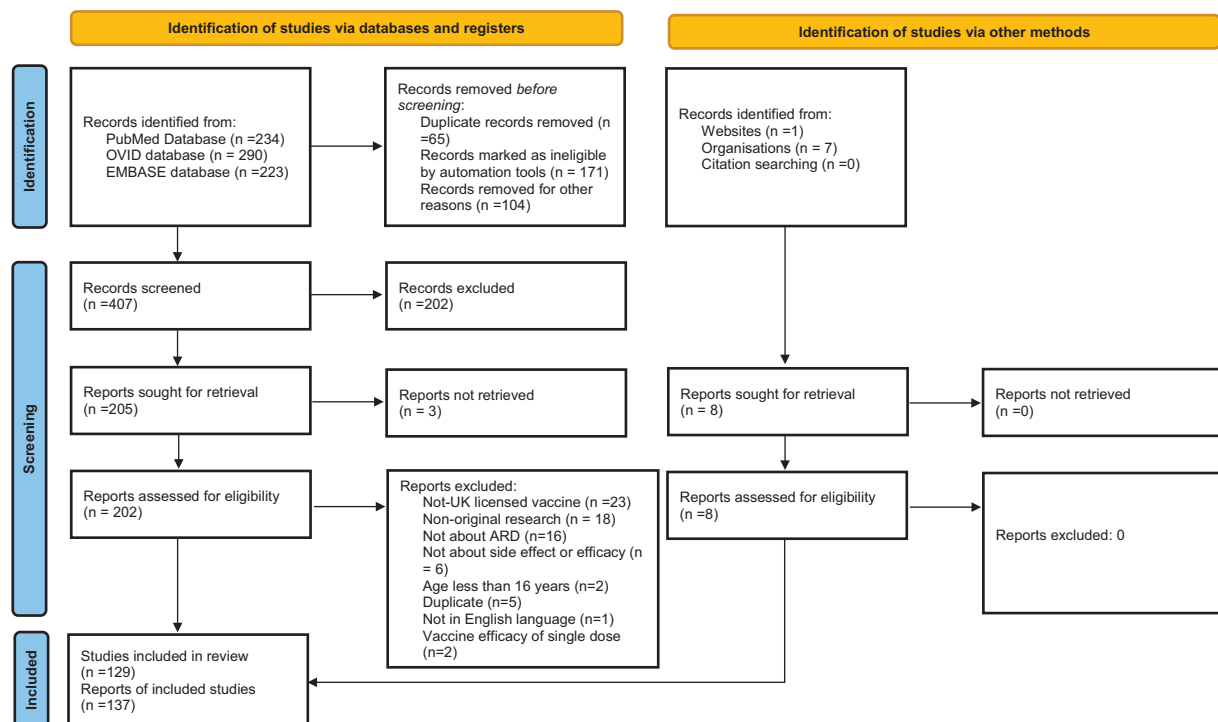 Identification of studies via databases and registers
Identification of studies via other methods
Identification
Records identified from:
PubMed Database (n =234)
OVID database (n = 290)
EMBASE database (n =223)
Records removed before
screening:
Duplicate records removed (n
=65)
Records marked as ineligible
by automation tools (n = 171)
Records removed for other
reasons (n =104)
Records identified from:
Websites (n =1)
Organisations (n = 7)
Citation searching (n =0)
Screening
Records screened
(n =407)
Records excluded
(n =202)
Reports sought for retrieval
(n =205)
Reports not retrieved
(n = 3)
Reports sought for retrieval
(n = 8)
Reports not retrieved
(n =0)
Reports assessed for eligibility
(n = 202)
Reports excluded:
Not-UK licensed vaccine (n =23)
Non-original research (n = 18)
Not about ARD (n=16)
Not about side effect or efficacy (n
= 6)
Age less than 16 years (n=2)
Duplicate (n=5)
Not in English language (n=1)
Vaccine efficacy of single dose
(n=2)
Reports assessed for eligibility
(n =8)
Reports excluded: 0
Included
Studies included in review
(n =129)
Reports of included studies
(n =137)